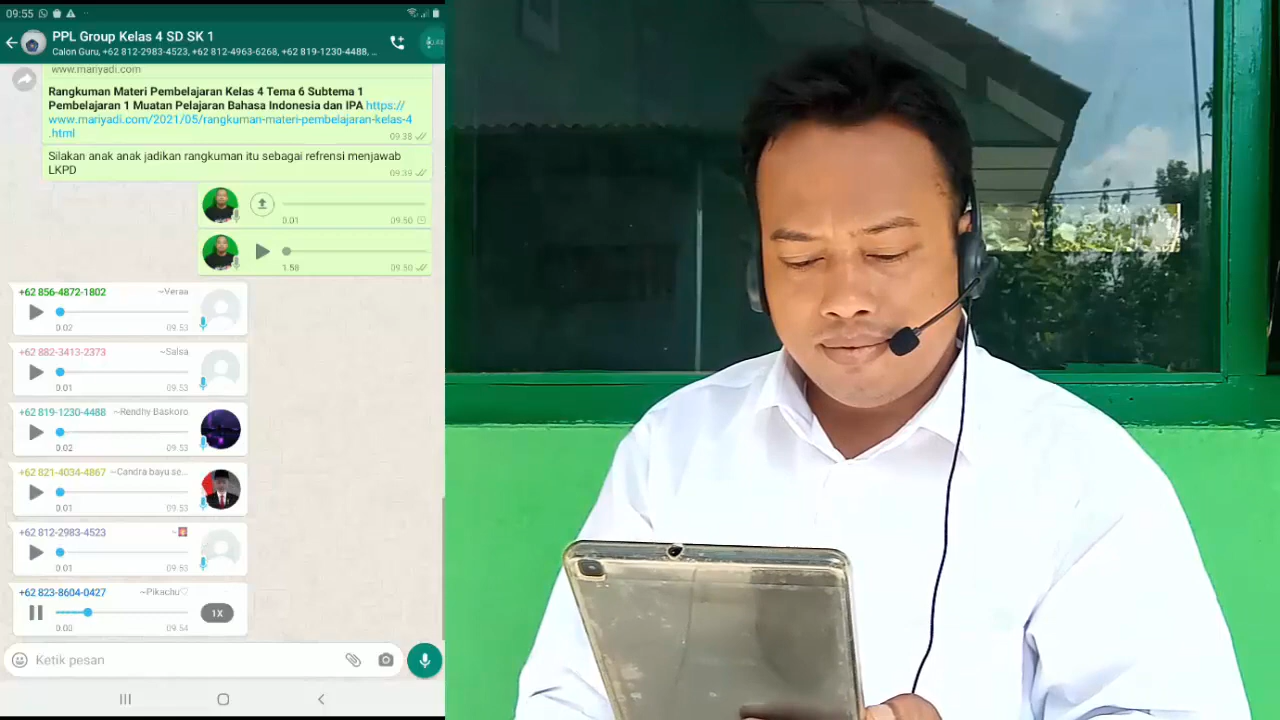 09:55
PPL Group Kelas 4 SD SK 1
Calon Guru, +62 812-2983-4523, +62 812-4963-6268, +62 819-1230-4488, ...
www.mariyadi.com
Rangkuman Materi Pembelajaran Kelas 4 Tema 6 Subtema 1
Pembelajaran 1 Muatan Pelajaran Bahasa Indonesia dan IPA https://
www.mariyadi.com/2021/05/rangkuman-materi-pembelajaran-kelas-4
.html
09.38
Silakan anak anak jadikan rangkuman itu sebagai refrensi menjawab
LKPD
09.39
0.01 09.50
1.58 09.50
+62 856-4872-1802 ~Veraa
0.02 09.53
+62 882-3413-2373 ~Salsa
0.01 09.53
+62 819-1230-4488 ~Rendhy Baskoro
0.02 09.53
+62 821-4034-4867 ~Candra bayu se...
0.01 09.53
+62 812-2983-4523 ~
0.01 09.53
+62 823-8604-0427 ~Pikachu♡
1X
0.00 09.54
Ketik pesan